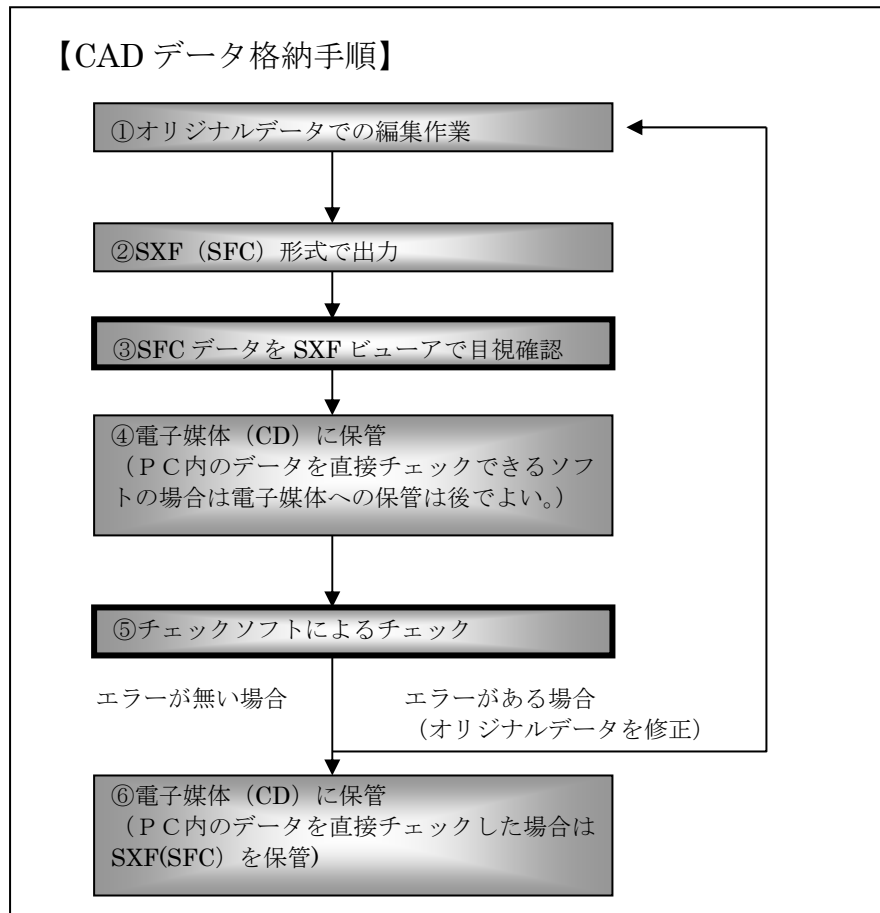 【CAD データ格納手順】
①オリジナルデータでの編集作業
②SXF（SFC）形式で出力
③SFC データを SXF ビューアで目視確認
④電子媒体（CD）に保管
（ＰＣ内のデータを直接チェックできるソフ
トの場合は電子媒体への保管は後でよい。）
⑤チェックソフトによるチェック
エラーが無い場合
エラーがある場合
（オリジナルデータを修正）
⑥電子媒体（CD）に保管
（ＰＣ内のデータを直接チェックした場合は
SXF(SFC）を保管)